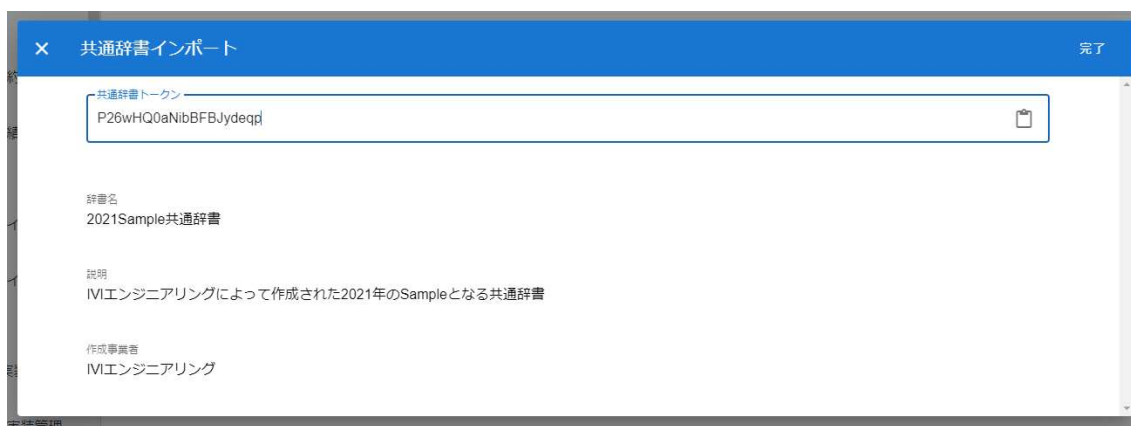 共通辞書インポート
完了
共通辞書トークン
P26wHQ0aNibBFBJydeqp
辞書名
2021Sample共通辞書
説明
IVIエンジニアリングによって作成された2021年のSampleとなる共通辞書
作成事業者
IVIエンジニアリング